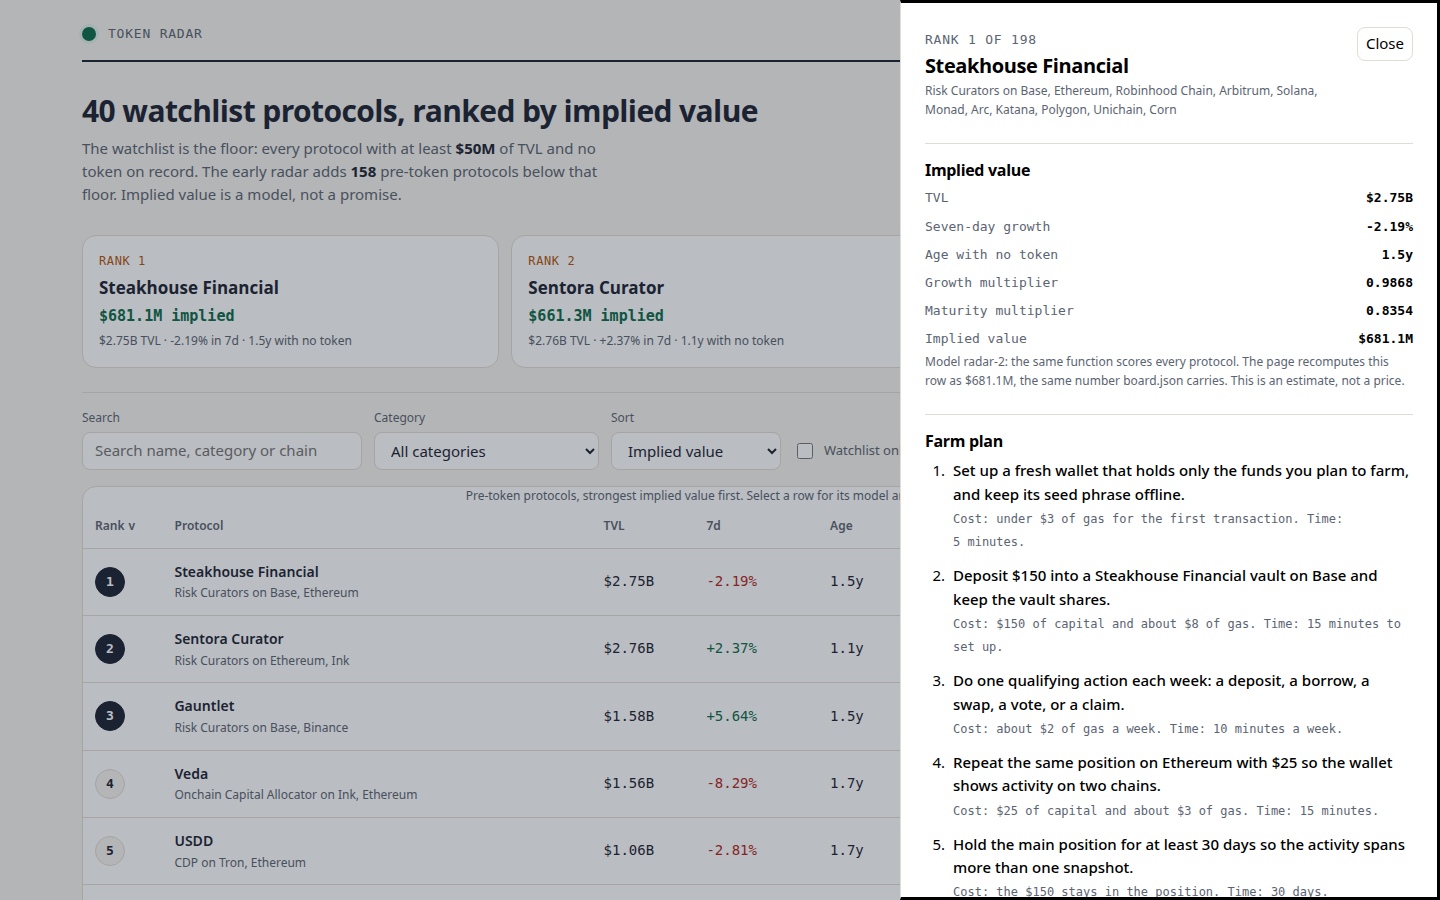 TOKEN RADAR
40 watchlist protocols, ranked by implied value
The watchlist is the floor: every protocol with at least $50M of TVL and no
token on record. The early radar adds 158 pre-token protocols below that
floor. Implied value is a model, not a promise.
RANK 1
Steakhouse Financial
$681.1M implied
$2.75B TVL · -2.19% in 7d · 1.5y with no token
RANK 2
Sentora Curator
$661.3M implied
$2.76B TVL · +2.37% in 7d · 1.1y with no token
Search
Category
Sort
Search name, category or chain
All categories
Implied value
Watchlist on
Pre-token protocols, strongest implied value first. Select a row for its model a
Rank v
Protocol
TVL
7d
Age
1
Steakhouse Financial
Risk Curators on Base, Ethereum
$2.75B
-2.19%
1.5y
2
Sentora Curator
Risk Curators on Ethereum, Ink
$2.76B
+2.37%
1.1y
3
Gauntlet
Risk Curators on Base, Binance
$1.58B
+5.64%
1.5y
4
Veda
Onchain Capital Allocator on Ink, Ethereum
$1.56B
-8.29%
1.7y
5
USDD
CDP on Tron, Ethereum
$1.06B
-2.81%
1.7y
RANK 1 OF 198
Close
Steakhouse Financial
Risk Curators on Base, Ethereum, Robinhood Chain, Arbitrum, Solana,
Monad, Arc, Katana, Polygon, Unichain, Corn
Implied value
TVL
$2.75B
Seven-day growth
-2.19%
Age with no token
1.5y
Growth multiplier
0.9868
Maturity multiplier
0.8354
Implied value
$681.1M
Model radar-2: the same function scores every protocol. The page recomputes this
row as $681.1M, the same number board.json carries. This is an estimate, not a price.
Farm plan
1. Set up a fresh wallet that holds only the funds you plan to farm,
and keep its seed phrase offline.
Cost: under $3 of gas for the first transaction. Time:
5 minutes.
2. Deposit $150 into a Steakhouse Financial vault on Base and
keep the vault shares.
Cost: $150 of capital and about $8 of gas. Time: 15 minutes to
set up.
3. Do one qualifying action each week: a deposit, a borrow, a
swap, a vote, or a claim.
Cost: about $2 of gas a week. Time: 10 minutes a week.
4. Repeat the same position on Ethereum with $25 so the wallet
shows activity on two chains.
Cost: $25 of capital and about $3 of gas. Time: 15 minutes.
5. Hold the main position for at least 30 days so the activity spans
more than one snapshot.
Cost: the $150 stays in the position. Time: 30 days.